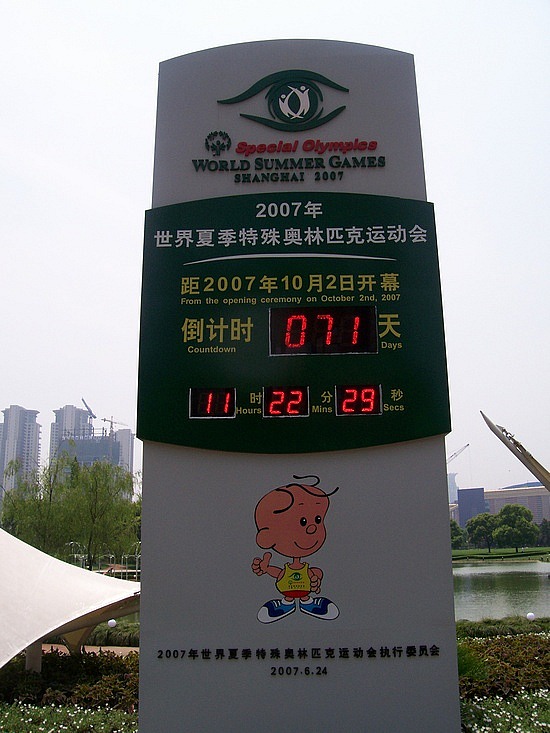 Special Olympics
WORLD SUMMER GAMES
SHANGHAI 2007
2007年
世界夏季特殊奥林匹克运动会
距2007年10月2日开幕
From the opening ceremony on October 2nd, 2007
倒计时 071 天
Countdown Days
11 时 22 分 29 秒
Hours Mins Secs
2007年世界夏季特殊奥林匹克运动会执行委员会
2007.6.24